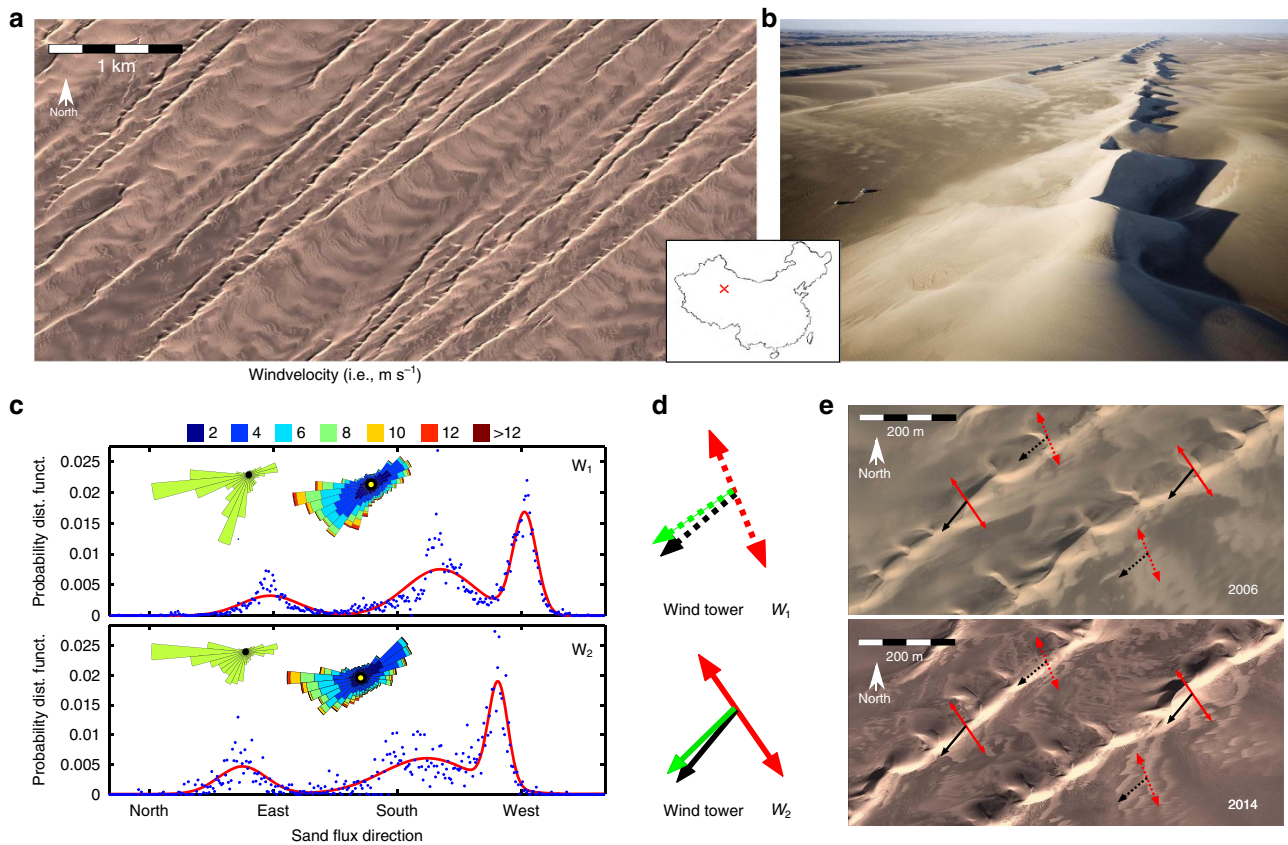 a
1 km
North
b
Windvelocity (i.e., m s⁻¹)
c
2 4 6 8 10 12 >12
Probability dist. funct.
0.025
0.02
0.015
0.01
0.005
0
W₁
Probability dist. funct.
0.025
0.02
0.015
0.01
0.005
0
W₂
North East South West
Sand flux direction
d
Wind tower W₁
Wind tower W₂
e
200 m
North
2006
200 m
North
2014